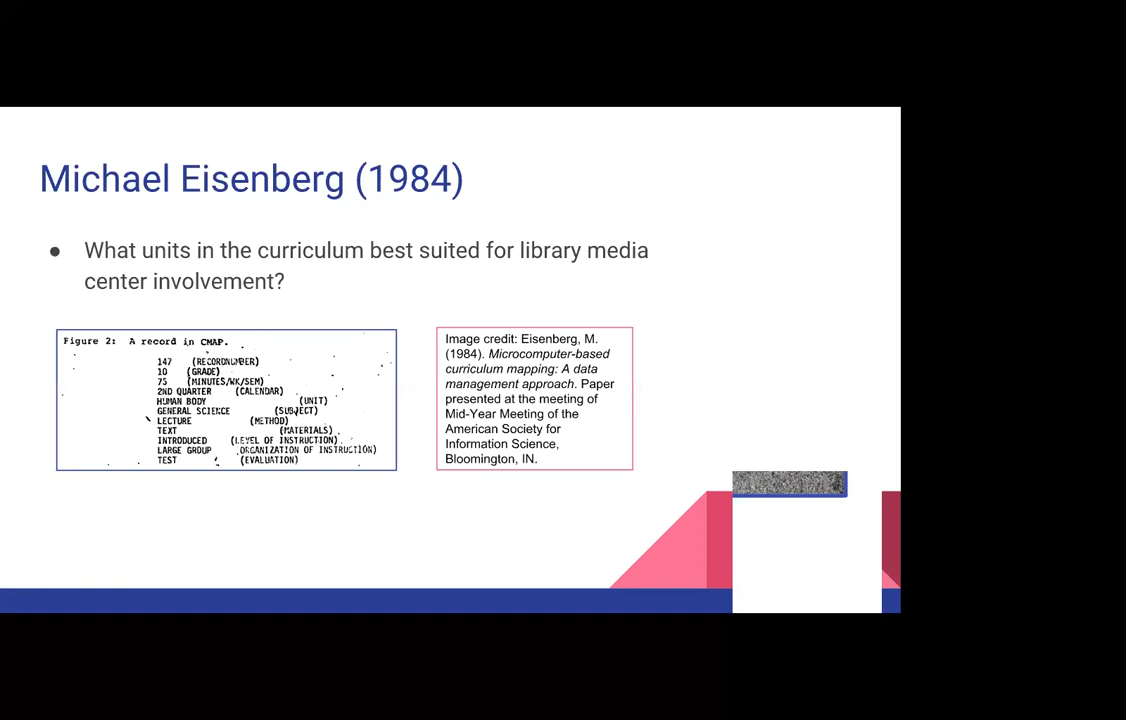 Michael Eisenberg (1984)
● What units in the curriculum best suited for library media
center involvement?
Figure 2: A record in CMAP.
147 (RECORDNUMBER)
10 (GRADE)
75 (MINUTES/WK/SEM)
2ND QUARTER (CALENDAR)
HUMAN BODY (UNIT)
GENERAL SCIENCE (SUBJECT)
LECTURE (METHOD)
TEXT (MATERIALS)
INTRODUCED (LEVEL OF INSTRUCTION)
LARGE GROUP (ORGANIZATION OF INSTRUCTION)
TEST (EVALUATION)
Image credit: Eisenberg, M.
(1984). Microcomputer-based
curriculum mapping: A data
management approach. Paper
presented at the meeting of
Mid-Year Meeting of the
American Society for
Information Science,
Bloomington, IN.